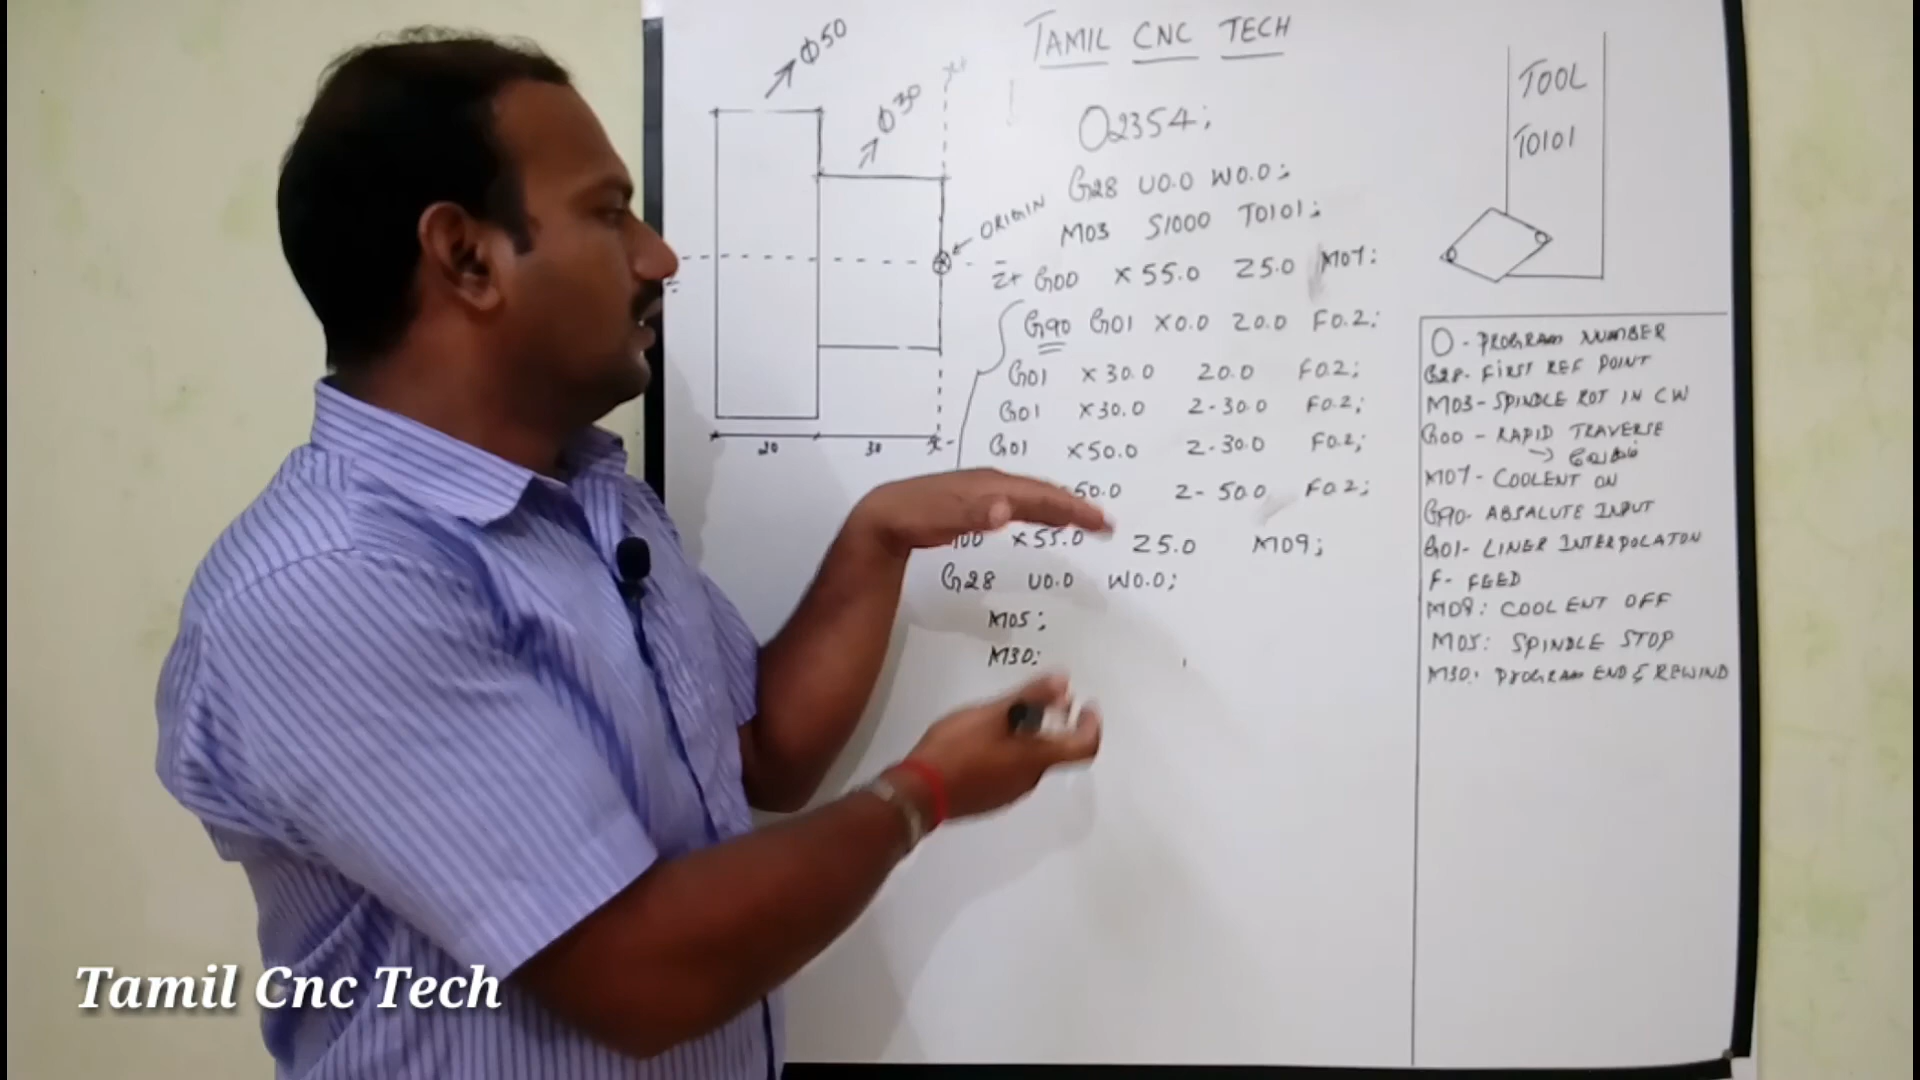 TAMIL CNC TECH
Φ50
Φ30
ORIGIN
20
30
X-
Z+
O2354;
G28 U0.0 W0.0;
M03 S1000 T0101;
G00 X55.0 Z5.0 M07;
G90 G01 X0.0 Z0.0 F0.2;
G01 X30.0 Z0.0 F0.2;
G01 X30.0 Z-30.0 F0.2;
G01 X50.0 Z-30.0 F0.2;
50.0 Z-50.0 F0.2;
G00 X55.0 Z5.0 M09;
G28 U0.0 W0.0;
M05;
M30;
TOOL
T0101
O - PROGRAM NUMBER
G28- FIRST REF POINT
M03- SPINDLE ROT IN CW
G00 - RAPID TRAVERSE
→ வேகம்
M07- COOLENT ON
G90- ABSALUTE INPUT
G01- LINER INTERPOLATON
F- FEED
M09: COOLENT OFF
M05: SPINDLE STOP
M30: PROGRAM END & REWIND
Tamil Cnc Tech